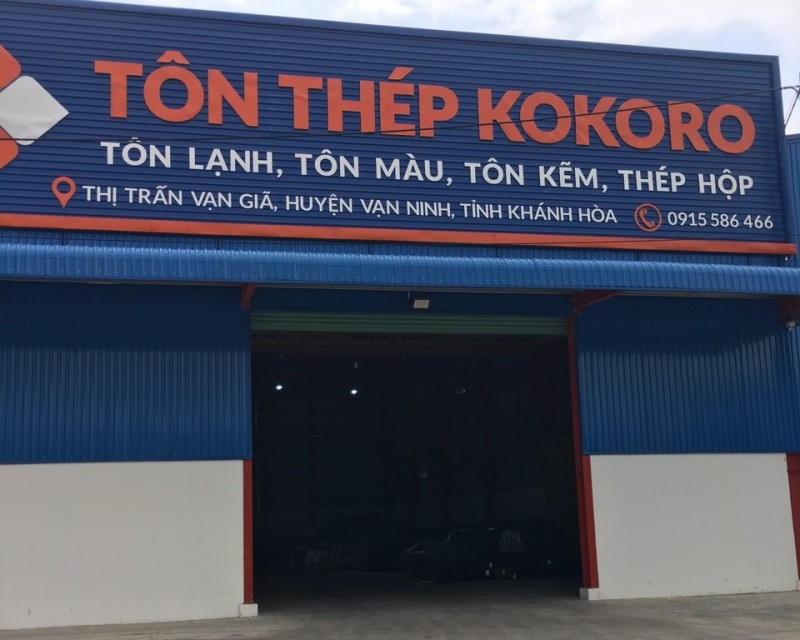 TÔN THÉP KOKORO
TÔN LẠNH, TÔN MÀU, TÔN KẼM, THÉP HỘP
THỊ TRẤN VẠN GIÃ, HUYỆN VẠN NINH, TỈNH KHÁNH HÒA 0915 586 466